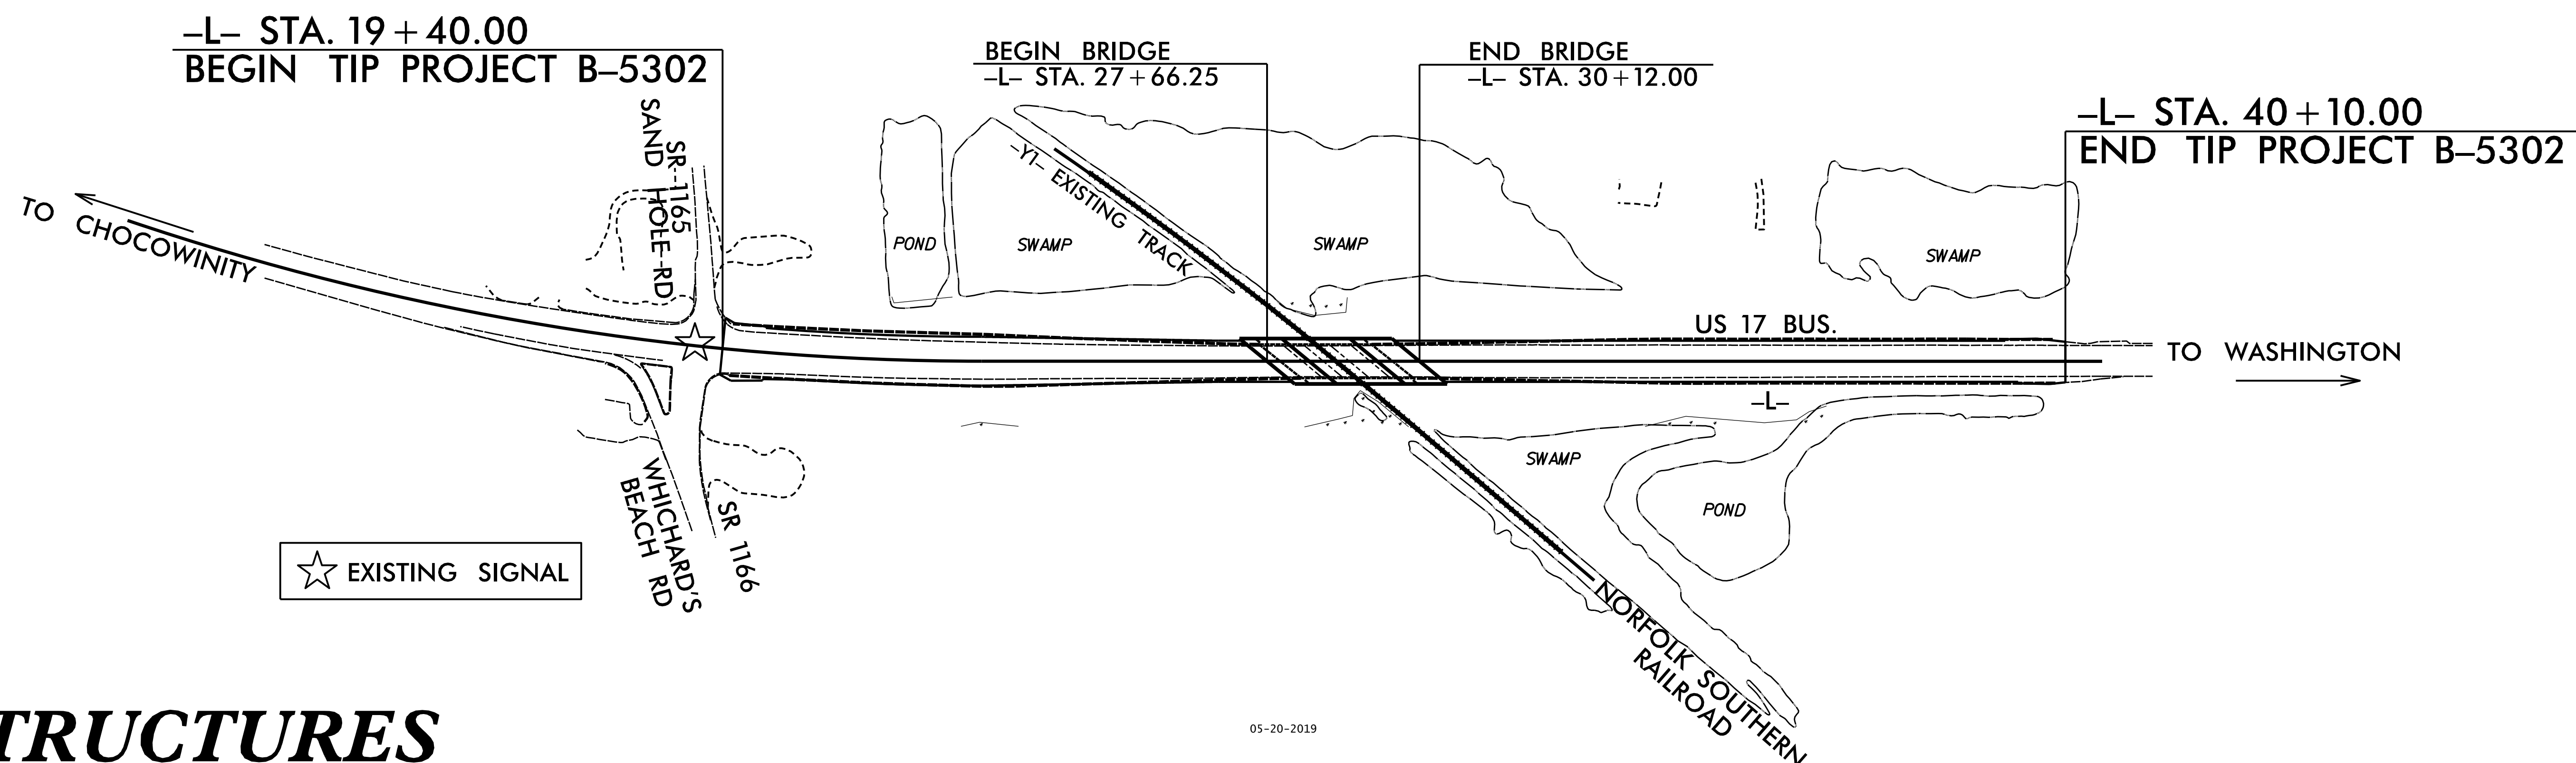 –L– STA. 19+40.00
BEGIN TIP PROJECT B–5302
BEGIN BRIDGE
–L– STA. 27+66.25
END BRIDGE
–L– STA. 30+12.00
–L– STA. 40+10.00
END TIP PROJECT B–5302
SR 1165
SAND HOLE RD
–Y1– EXISTING TRACK
TO CHOCOWINITY
POND
SWAMP
SWAMP
SWAMP
US 17 BUS.
TO WASHINGTON
–L–
SWAMP
POND
WHICHARD'S
BEACH RD
SR 1166
EXISTING SIGNAL
NORFOLK SOUTHERN
RAILROAD
TRUCTURES
05-20-2019